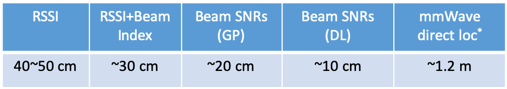 RSSI
RSSI+Beam
Index
Beam SNRs
(GP)
Beam SNRs
(DL)
mmWave
direct loc*
40~50 cm
~30 cm
~20 cm
~10 cm
~1.2 m